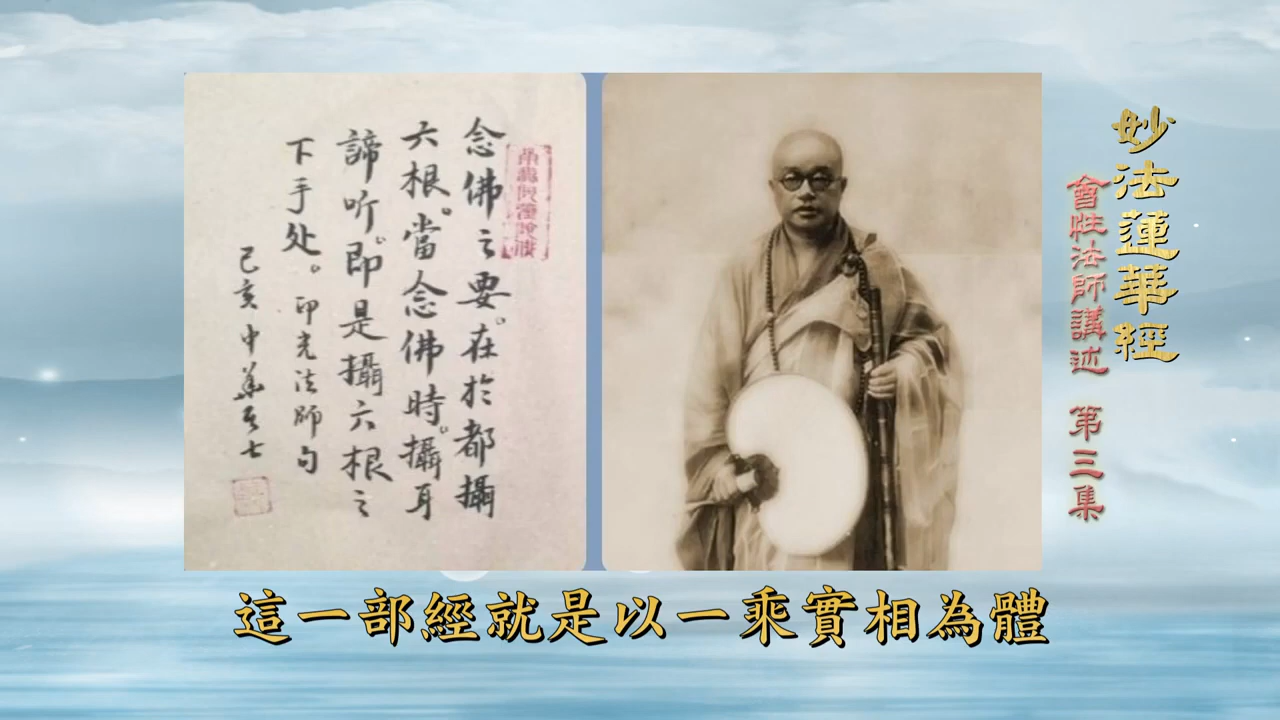 妙法蓮華經
會性法師講述 第三集
念佛之要。在於都攝
六根。當念佛時。攝耳
諦听。即是攝六根之
下手处。印光法師句
己亥中
這一部經就是以一乘實相為體